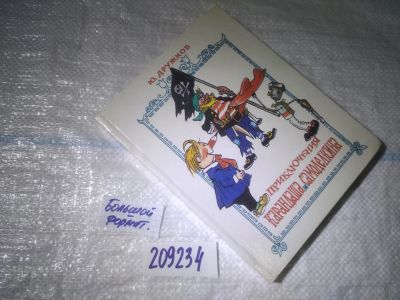 Ю. ДРУЖКОВ
ПРИКЛЮЧЕНИЯ
КАРАНДАША И САМОДЕЛКИНА
БОЛЬШОЙ
ФОРМАТ.
209234